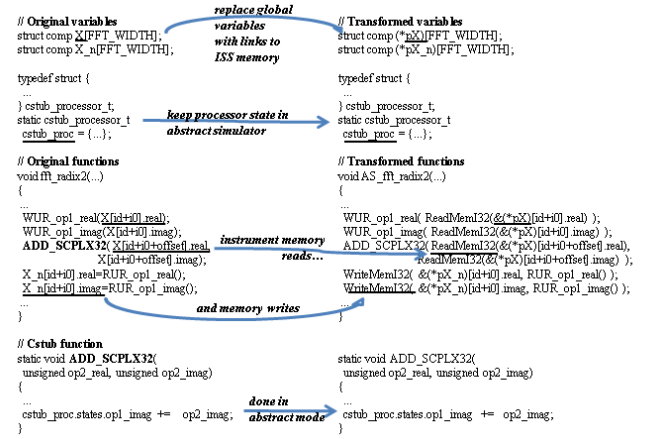 // Original variables
struct comp X[FFT_WIDTH];
struct comp X_n[FFT_WIDTH];
typedef struct {
...
} cstub_processor_t;
static cstub_processor_t
cstub_proc = {...};
replace global
variables
with links to
ISS memory
// Transformed variables
struct comp (*pX)[FFT_WIDTH];
struct comp (*pX_n)[FFT_WIDTH];
typedef struct {
...
} cstub_processor_t;
static cstub_processor_t
cstub_proc = {...};
keep processor state in
abstract simulator
// Original functions
void fft_radix2(...)
{
...
WUR_op1_real(X[id+i0].real);
WUR_op1_imag(X[id+i0].imag);
ADD_SCPLX32( X[id+i0+offset].real,
X[id+i0+offset].imag);
X_n[id+i0].real=RUR_op1_real();
X_n[id+i0].imag=RUR_op1_imag();
...
}
instrument memory
reads...
and memory writes
// Transformed functions
void AS_fft_radix2(...)
{
...
WUR_op1_real( ReadMemI32(&(*pX)[id+i0].real) );
WUR_op1_imag( ReadMemI32(&(*pX)[id+i0].imag) );
ADD_SCPLX32( ReadMemI32(&(*pX)[id+i0+offset].real),
ReadMemI32(&(*pX)[id+i0+offset].imag) );
WriteMemI32( &(*pX_n)[id+i0].real, RUR_op1_real() );
WriteMemI32( &(*pX_n)[id+i0].imag, RUR_op1_imag() );
...
}
// Cstub function
static void ADD_SCPLX32(
unsigned op2_real, unsigned op2_imag)
{
...
cstub_proc.states.op1_imag += op2_imag;
}
done in
abstract mode
static void ADD_SCPLX32(
unsigned op2_real, unsigned op2_imag)
{
...
cstub_proc.states.op1_imag += op2_imag;
}